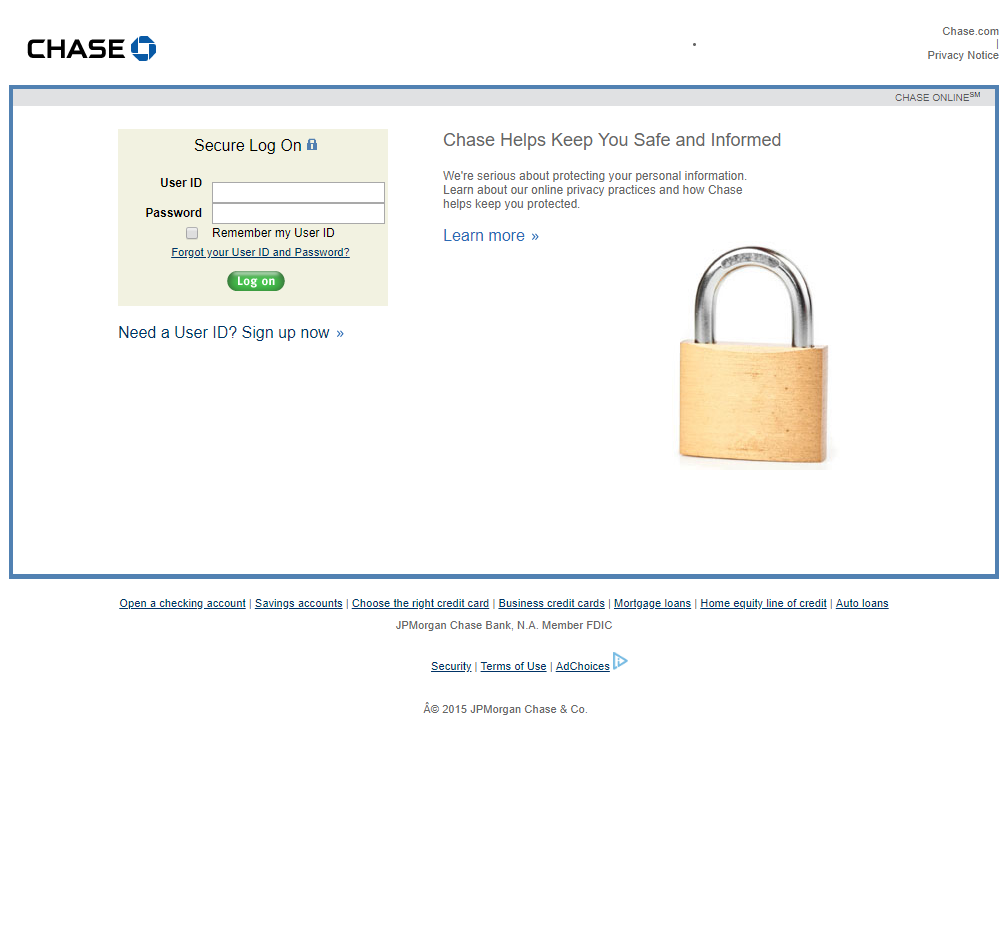 CHASE
Chase.com
|
Privacy Notice
CHASE ONLINE℠
Secure Log On
User ID
Password
Remember my User ID
Forgot your User ID and Password?
Log on
Need a User ID? Sign up now »
Chase Helps Keep You Safe and Informed
We're serious about protecting your personal information.
Learn about our online privacy practices and how Chase
helps keep you protected.
Learn more »
Open a checking account | Savings accounts | Choose the right credit card | Business credit cards | Mortgage loans | Home equity line of credit | Auto loans
JPMorgan Chase Bank, N.A. Member FDIC
Security | Terms of Use | AdChoices
Â© 2015 JPMorgan Chase & Co.